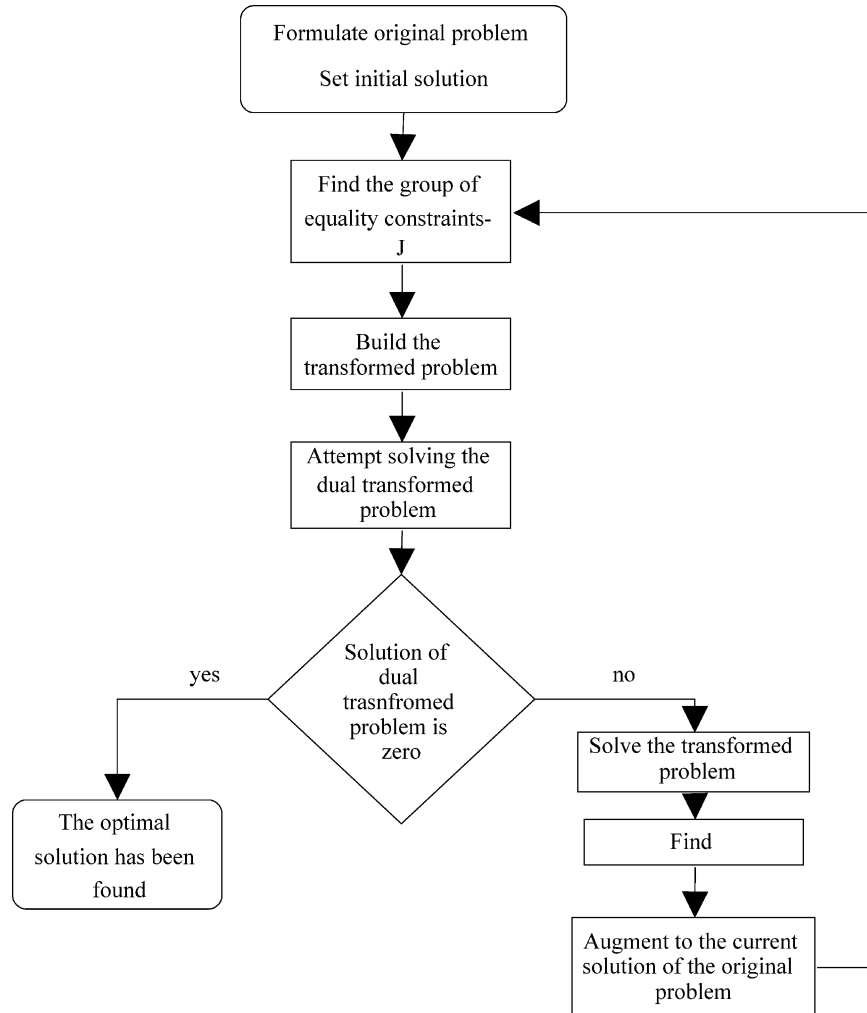 Formulate original problem
Set initial solution
Find the group of
equality constraints-
J
Build the
transformed problem
Attempt solving the
dual transformed
problem
Solution of
dual
trasnfromed
problem is
zero
yes
no
The optimal
solution has been
found
Solve the transformed
problem
Find
Augment to the current
solution of the original
problem